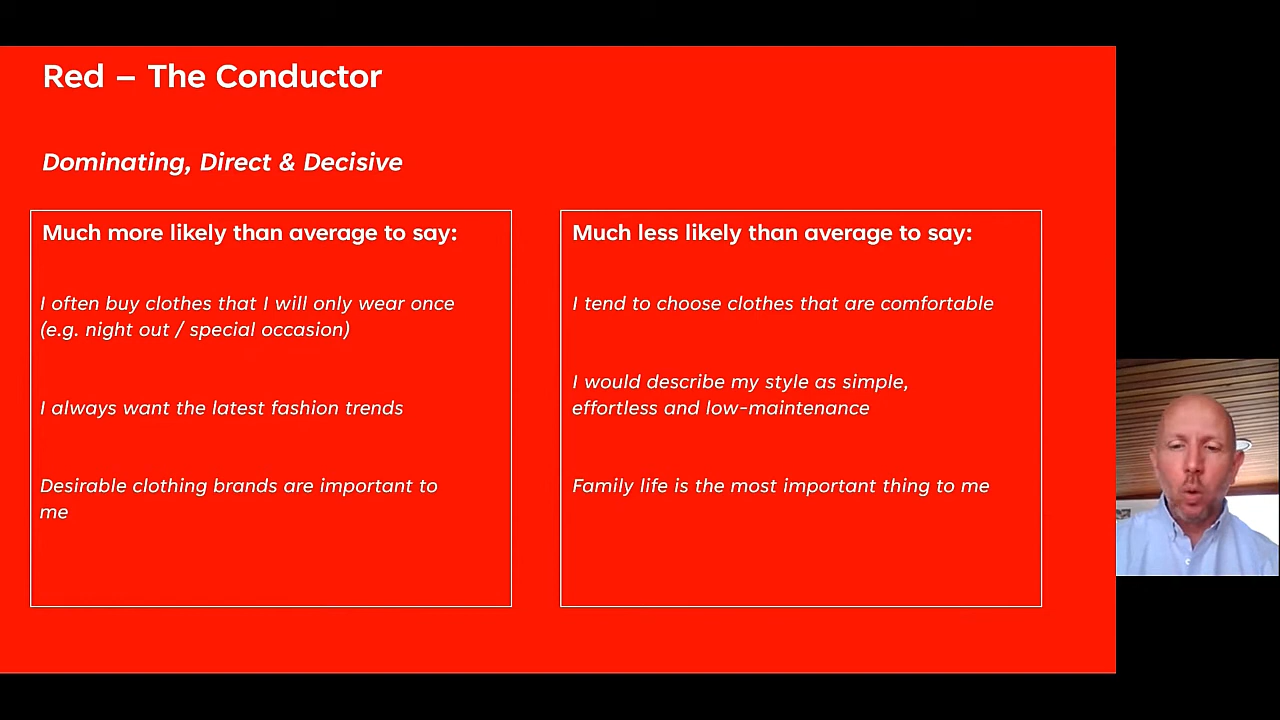 Red – The Conductor
Dominating, Direct & Decisive
Much more likely than average to say:
I often buy clothes that I will only wear once
(e.g. night out / special occasion)
I always want the latest fashion trends
Desirable clothing brands are important to
me
Much less likely than average to say:
I tend to choose clothes that are comfortable
I would describe my style as simple,
effortless and low-maintenance
Family life is the most important thing to me